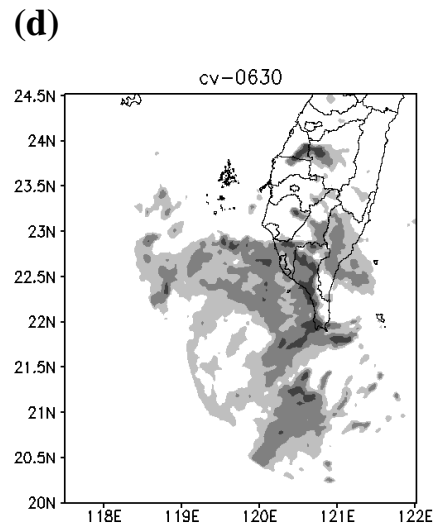 (d)
cv-0630
24.5N
24N
23.5N
23N
22.5N
22N
21.5N
21N
20.5N
20N
118E 119E 120E 121E 122E